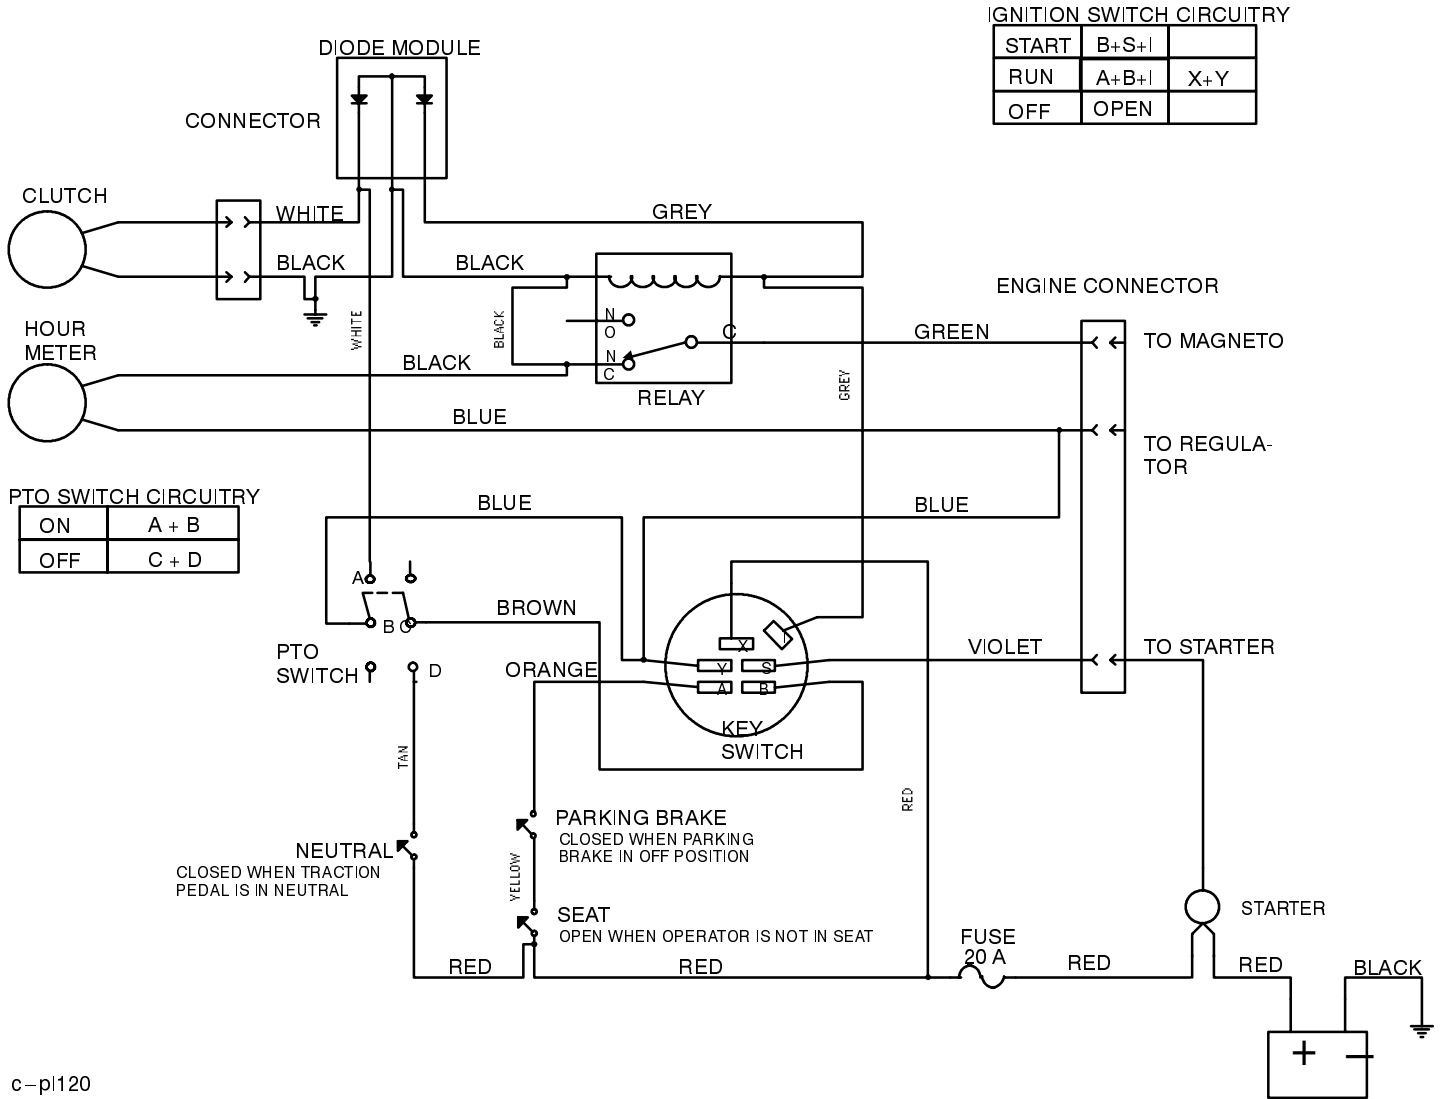 IGNITION SWITCH CIRCUITRY
START B+S+I
RUN A+B+I X+Y
OFF OPEN
DIODE MODULE
CONNECTOR
CLUTCH
WHITE
GREY
BLACK
BLACK
ENGINE CONNECTOR
HOUR
METER
WHITE
BLACK
N
O
C
N
C
GREEN
TO MAGNETO
BLACK
RELAY
GREY
BLUE
TO REGULA-
TOR
PTO SWITCH CIRCUITRY
ON A + B
OFF C + D
BLUE
BLUE
A
B C
BROWN
PTO
SWITCH
D
ORANGE
X
I
Y
S
A
B
KEY
SWITCH
VIOLET
TO STARTER
TAN
RED
PARKING BRAKE
CLOSED WHEN PARKING
BRAKE IN OFF POSITION
NEUTRAL
CLOSED WHEN TRACTION
PEDAL IS IN NEUTRAL
YELLOW
SEAT
OPEN WHEN OPERATOR IS NOT IN SEAT
STARTER
FUSE
20 A
RED
RED
RED
RED
BLACK
+ −
c-pl120